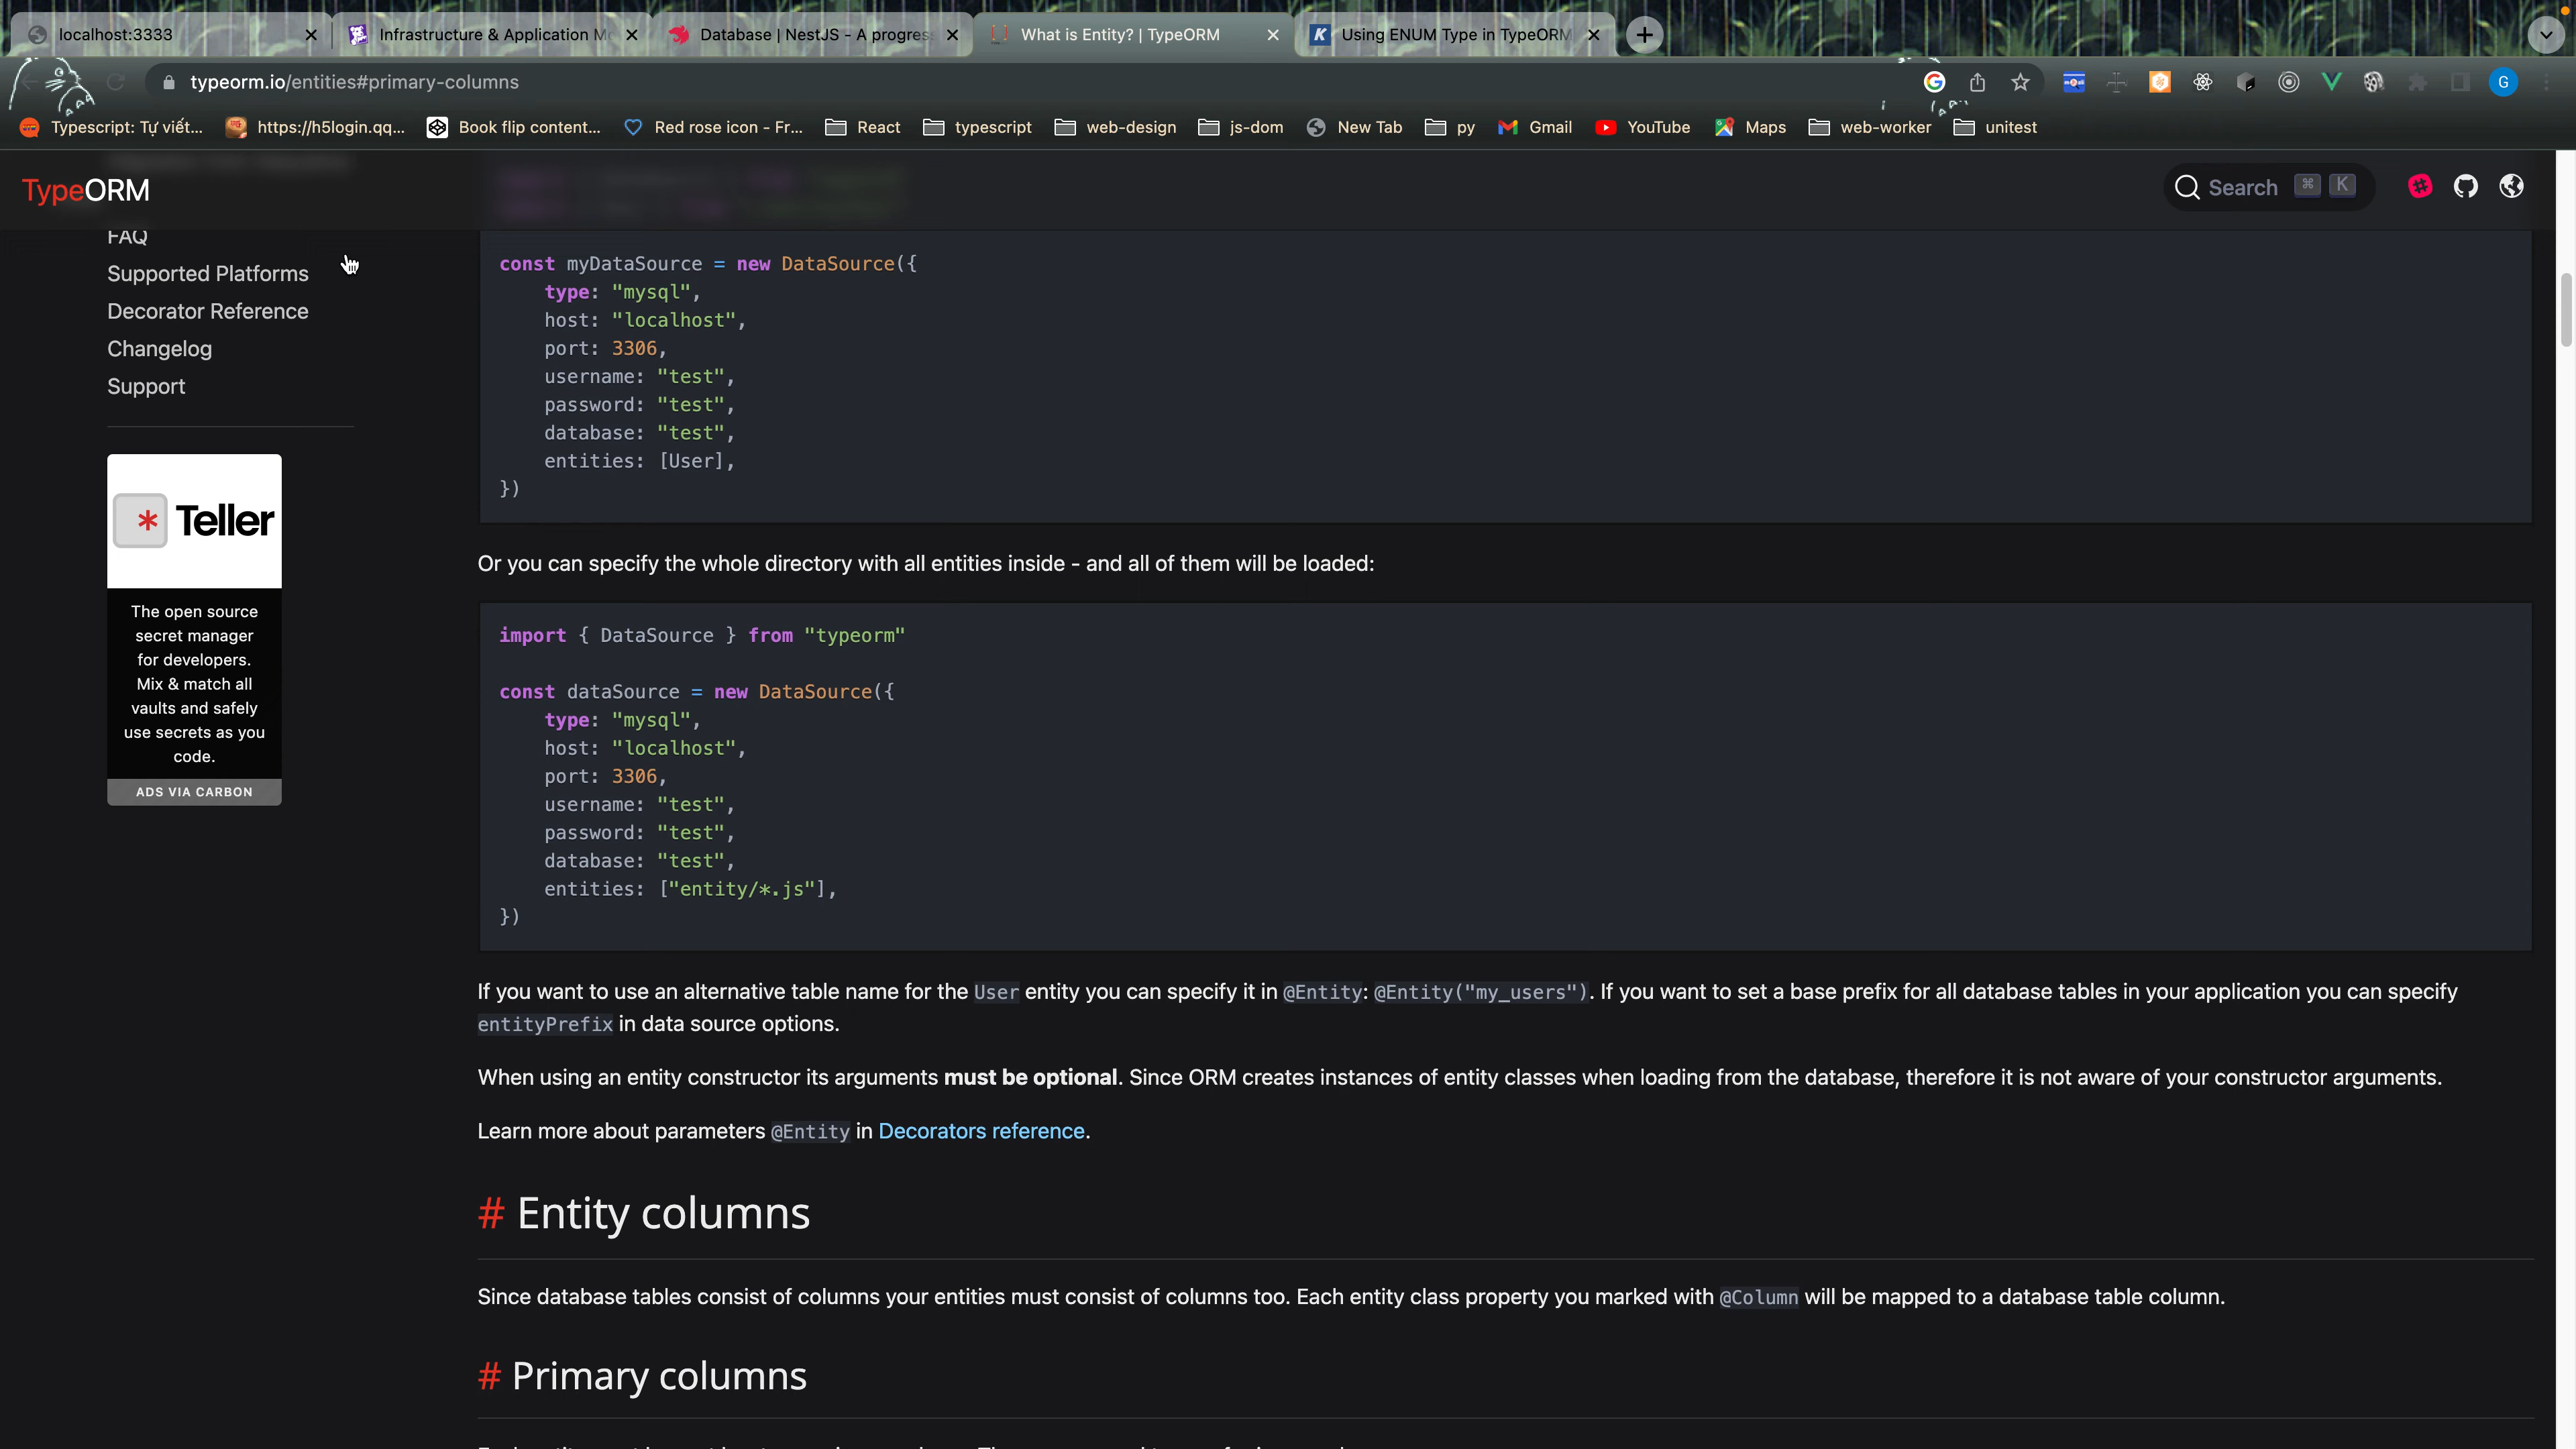 localhost:3333
Infrastructure & Application Mo
Database | NestJS - A progres
What is Entity? | TypeORM
Using ENUM Type in TypeORM
typeorm.io/entities#primary-columns
G
Typescript: Tự viết...
https://h5login.qq....
Book flip content...
Red rose icon - Fr...
React
typescript
web-design
js-dom
New Tab
py
Gmail
YouTube
Maps
web-worker
unitest
TypeORM
Search ⌘ K
FAQ
Supported Platforms
Decorator Reference
Changelog
Support
* Teller
The open source
secret manager
for developers.
Mix & match all
vaults and safely
use secrets as you
code.
ADS VIA CARBON
const myDataSource = new DataSource({
type: "mysql",
host: "localhost",
port: 3306,
username: "test",
password: "test",
database: "test",
entities: [User],
})
Or you can specify the whole directory with all entities inside - and all of them will be loaded:
import { DataSource } from "typeorm"
const dataSource = new DataSource({
type: "mysql",
host: "localhost",
port: 3306,
username: "test",
password: "test",
database: "test",
entities: ["entity/*.js"],
})
If you want to use an alternative table name for the User entity you can specify it in @Entity: @Entity("my_users"). If you want to set a base prefix for all database tables in your application you can specify
entityPrefix in data source options.
When using an entity constructor its arguments must be optional. Since ORM creates instances of entity classes when loading from the database, therefore it is not aware of your constructor arguments.
Learn more about parameters @Entity in Decorators reference.
# Entity columns
Since database tables consist of columns your entities must consist of columns too. Each entity class property you marked with @Column will be mapped to a database table column.
# Primary columns